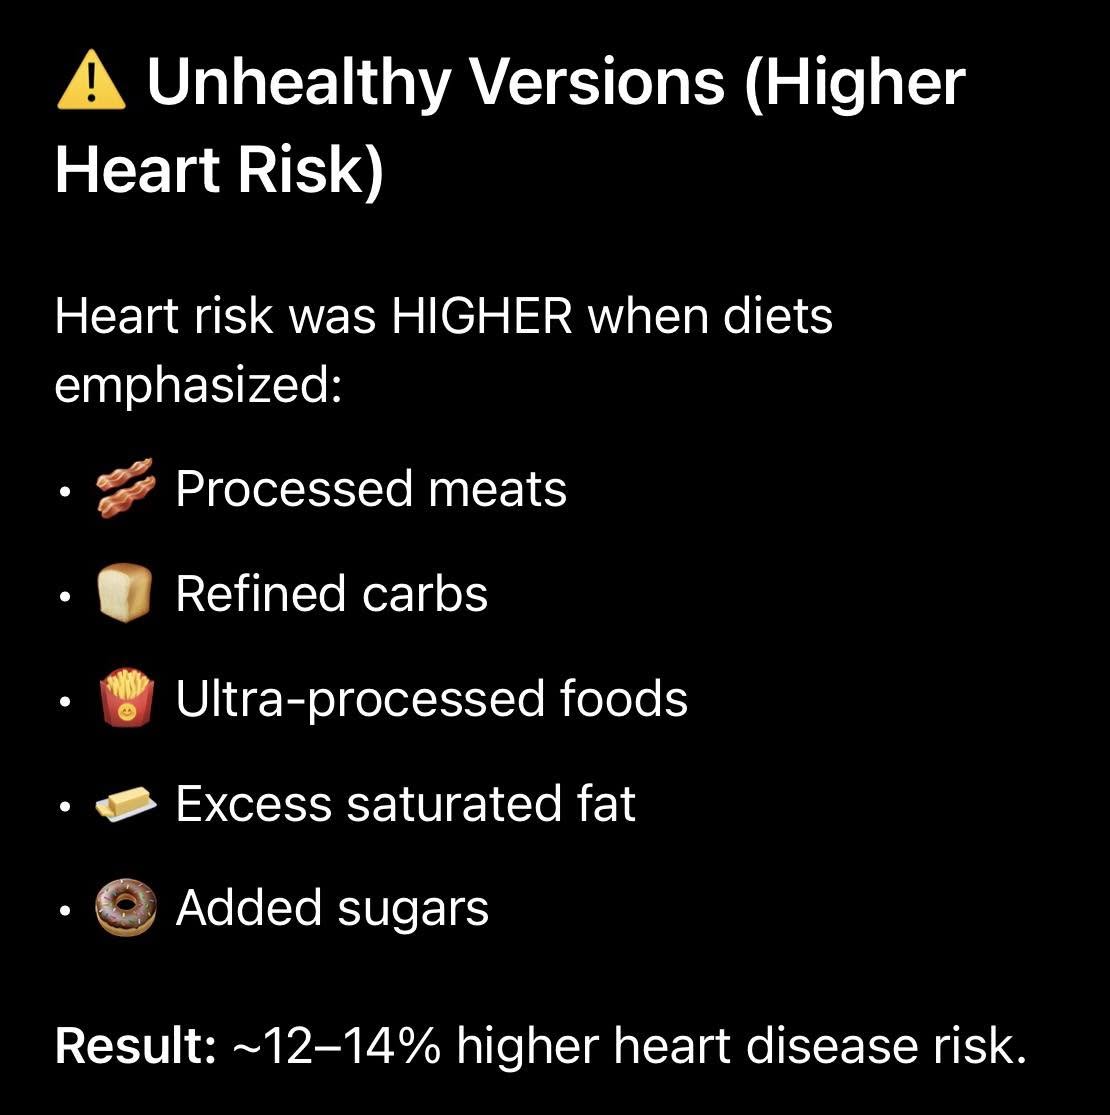 ⚠️ Unhealthy Versions (Higher
Heart Risk)
Heart risk was HIGHER when diets
emphasized:
• 🥓 Processed meats
• 🍞 Refined carbs
• 🍟 Ultra-processed foods
• 🧈 Excess saturated fat
• 🍩 Added sugars
Result: ~12–14% higher heart disease risk.